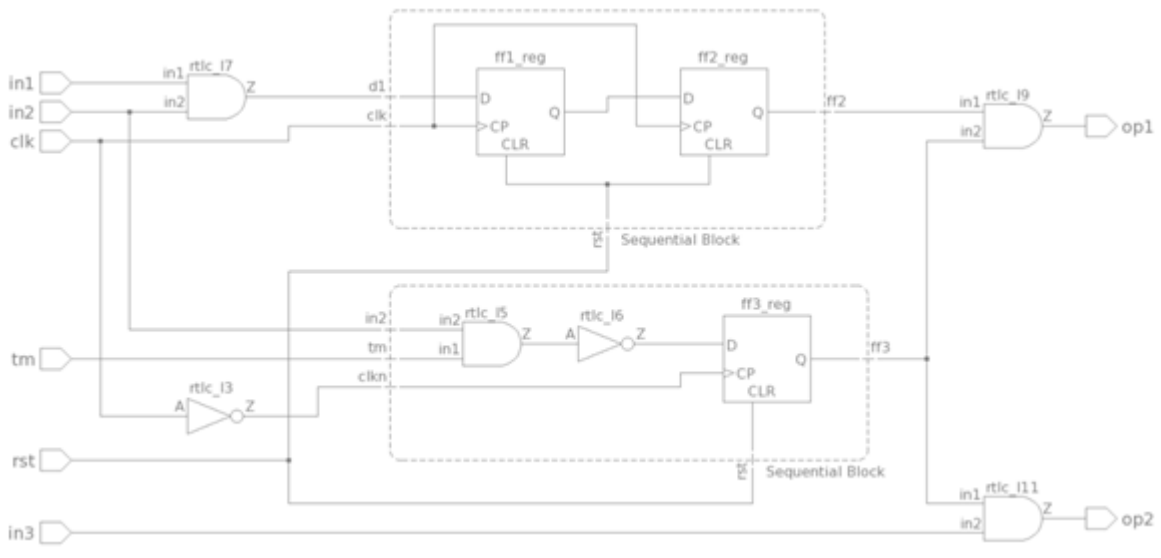 ff1_reg
ff2_reg
rtlc_I7
in1
in1
Z
in2
in2
d1
D
Q
D
Q
ff2
rtlc_I9
in1
Z
op1
in2
clk
clk
CP
CLR
CP
CLR
rst
Sequential Block
ff3_reg
in2
in2
rtlc_I5
Z
A
rtlc_I6
Z
D
tm
tm
in1
Q
ff3
clkn
CP
CLR
rtlc_I3
A
Z
rst
rst
Sequential Block
rtlc_I11
in1
Z
op2
in3
in2